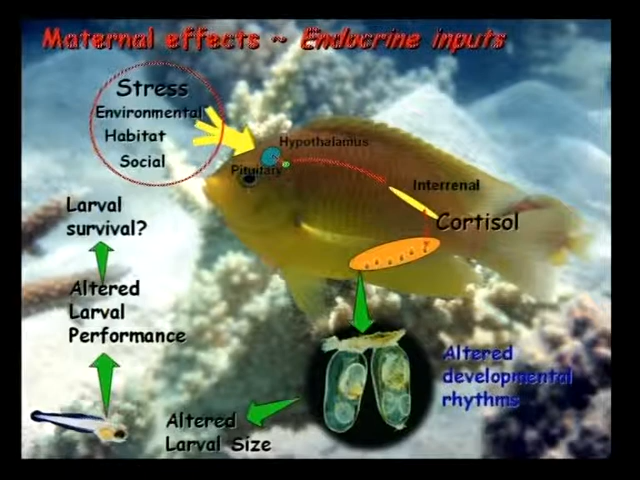 Maternal effects ~ Endocrine inputs
Stress
Environmental
Habitat
Social
Hypothalamus
Pituitary
Interrenal
Cortisol
Larval
survival?
Altered
Larval
Performance
Altered
developmental
rhythms
Altered
Larval Size